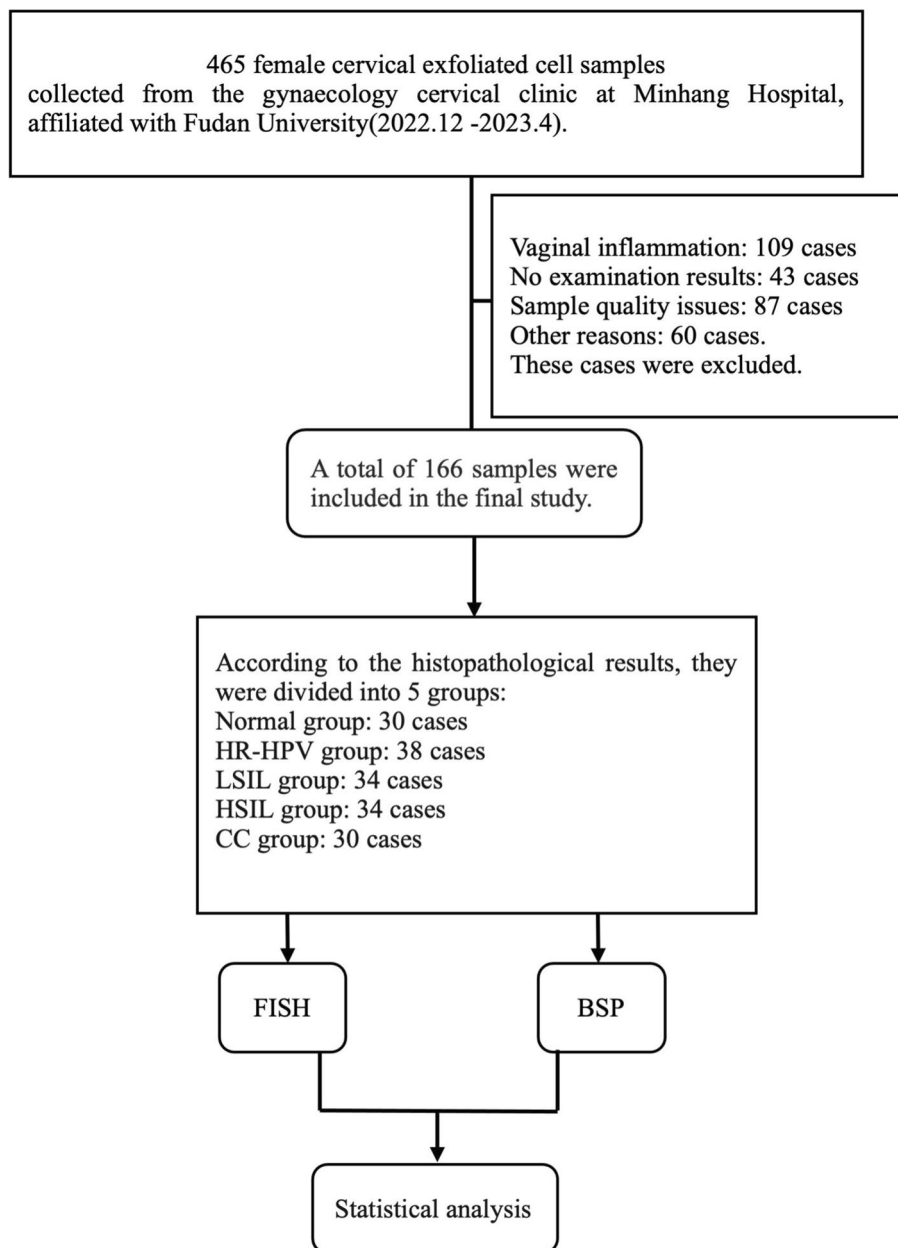 465 female cervical exfoliated cell samples
collected from the gynaecology cervical clinic at Minhang Hospital,
affiliated with Fudan University(2022.12 -2023.4).
Vaginal inflammation: 109 cases
No examination results: 43 cases
Sample quality issues: 87 cases
Other reasons: 60 cases.
These cases were excluded.
A total of 166 samples were
included in the final study.
According to the histopathological results, they
were divided into 5 groups:
Normal group: 30 cases
HR-HPV group: 38 cases
LSIL group: 34 cases
HSIL group: 34 cases
CC group: 30 cases
FISH
BSP
Statistical analysis